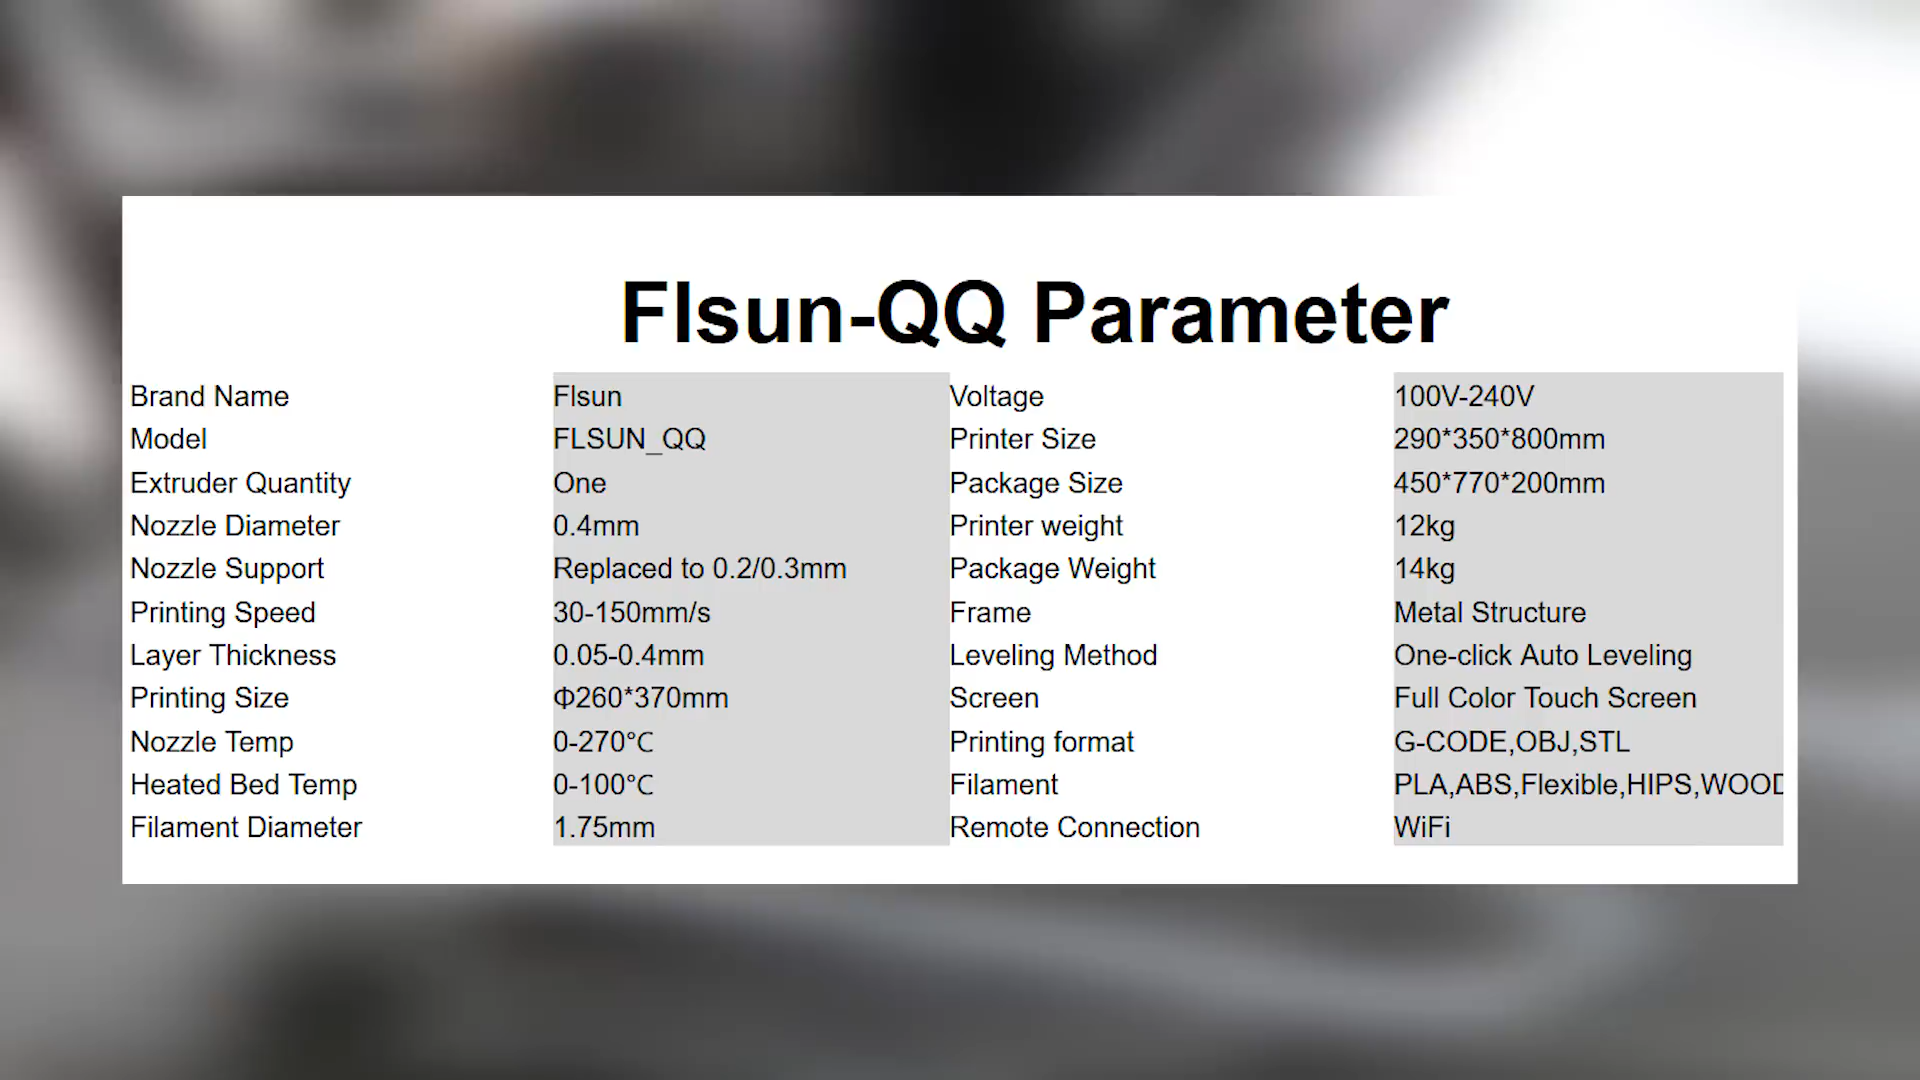 Flsun-QQ Parameter
Brand Name Flsun Voltage 100V-240V
Model FLSUN_QQ Printer Size 290*350*800mm
Extruder Quantity One Package Size 450*770*200mm
Nozzle Diameter 0.4mm Printer weight 12kg
Nozzle Support Replaced to 0.2/0.3mm Package Weight 14kg
Printing Speed 30-150mm/s Frame Metal Structure
Layer Thickness 0.05-0.4mm Leveling Method One-click Auto Leveling
Printing Size Φ260*370mm Screen Full Color Touch Screen
Nozzle Temp 0-270℃ Printing format G-CODE,OBJ,STL
Heated Bed Temp 0-100℃ Filament PLA,ABS,Flexible,HIPS,WOOD
Filament Diameter 1.75mm Remote Connection WiFi